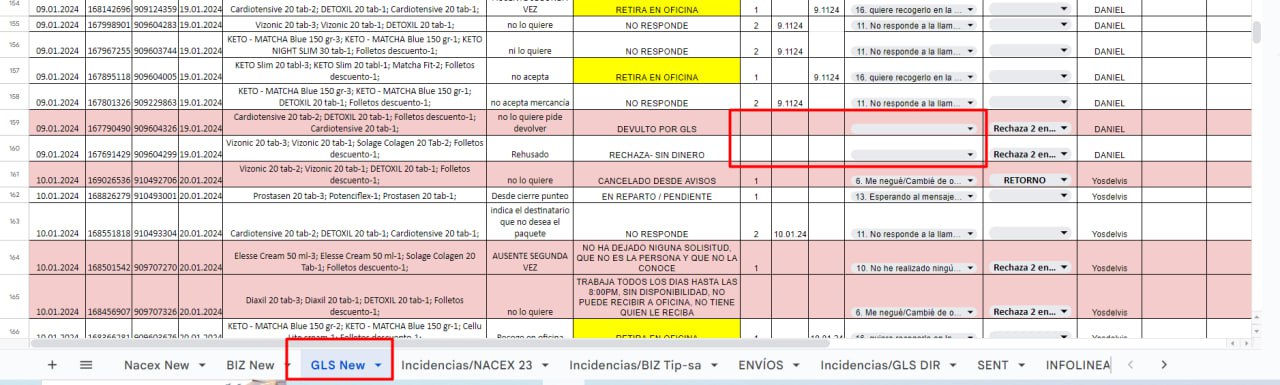 154 09.01.2024 168142696 909124359 19.01.2024 Cardiotensive 20 tab-2; DETOXIL 20 tab-1; Cardiotensive 20 tab-1; VEZ RETIRA EN OFICINA 1 9.1124 16. quiere recogerlo en la ... DANIEL
155 09.01.2024 167998901 909604283 19.01.2024 Vizonic 20 tab-3; Vizonic 20 tab-1; DETOXIL 20 tab-1; no lo quiere NO RESPONDE 2 9.1124 11. No responde a la llam... DANIEL
KETO - MATCHA Blue 150 gr-3; KETO - MATCHA Blue 150 gr-1; KETO
156 09.01.2024 167967255 909603744 19.01.2024 NIGHT SLIM 30 tab-1; Folletos descuento-1; ni lo quiere NO RESPONDE 2 9.1124 11. No responde a la llam... DANIEL
KETO Slim 20 tabl-3; KETO Slim 20 tabl-1; Matcha Fit-2; Folletos
157 09.01.2024 167895118 909604005 19.01.2024 descuento-1; no acepta RETIRA EN OFICINA 1 9.1124 16. quiere recogerlo en la ... DANIEL
KETO - MATCHA Blue 150 gr-3; KETO - MATCHA Blue 150 gr-1;
158 09.01.2024 167801326 909229863 19.01.2024 DETOXIL 20 tab-1; Folletos descuento-1; no acepta mercancía NO RESPONDE 2 9.1124 11. No responde a la llam... DANIEL
Cardiotensive 20 tab-2; DETOXIL 20 tab-1; Folletos descuento-1; no lo quiere pide
159 09.01.2024 167790490 909604326 19.01.2024 Cardiotensive 20 tab-1; devolver DEVULTO POR GLS Rechaza 2 en... DANIEL
Vizonic 20 tab-3; Vizonic 20 tab-1; Solage Colagen 20 Tab-2; Folletos
160 09.01.2024 167691429 909604299 19.01.2024 descuento-1; Rehusado RECHAZA- SIN DINERO Rechaza 2 en... DANIEL
Vizonic 20 tab-2; Vizonic 20 tab-1; DETOXIL 20 tab-1; Folletos
161 10.01.2024 169026536 910492706 20.01.2024 descuento-1; no lo quiere CANCELADO DESDE AVISOS 1 6. Me negué/Cambié de o... RETORNO Yosdelvis
162 10.01.2024 168826279 910493001 20.01.2024 Prostasen 20 tab-3; Potenciflex-1; Prostasen 20 tab-1; Desde cierre punteo EN REPARTO / PENDIENTE 1 13. Esperando al mensaje... Yosdelvis
indica el destinatario
que no desea el
163 10.01.2024 168551818 910493304 20.01.2024 Cardiotensive 20 tab-2; DETOXIL 20 tab-1; Cardiotensive 20 tab-1; paquete NO RESPONDE 2 10.01.24 11. No responde a la llam... Yosdelvis
NO HA DEJADO NIGUNA SOLISITUD,
Elesse Cream 50 ml-3; Elesse Cream 50 ml-1; Solage Colagen 20 AUSENTE SEGUNDA QUE NO ES LA PERSONA Y QUE NO LA
164 10.01.2024 168501542 909707270 20.01.2024 Tab-1; Folletos descuento-1; VEZ CONOCE 1 10. No he realizado ningú... Rechaza 2 en... Yosdelvis
TRABAJA TODOS LOS DIAS HASTA LAS
8:00PM, SIN DISPONIBILIDAD, NO
Diaxil 20 tab-3; Diaxil 20 tab-1; DETOXIL 20 tab-1; Folletos PUEDE RECIBIR A OFICINA, NO TIENE
165 10.01.2024 168456907 909707326 20.01.2024 descuento-1; no lo quiere QUIEN LE RECIBA 6. Me negué/Cambié de o... Rechaza 2 en... Yosdelvis
KETO - MATCHA Blue 150 gr-2; KETO - MATCHA Blue 150 gr-1; Cellu
166 RETIRA EN OFICINA
Nacex New BIZ New GLS New Incidencias/NACEX 23 Incidencias/BIZ Tip-sa ENVÍOS Incidencias/GLS DIR SENT INFOLINEA